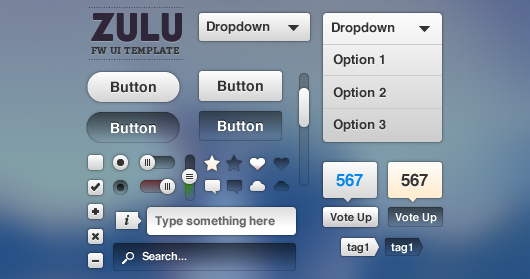 ZULU
FW UI TEMPLATE
Dropdown
Dropdown
Option 1
Option 2
Option 3
Button
Button
Button
Button
567
567
Vote Up
Vote Up
i
Type something here
Search...
tag1
tag1